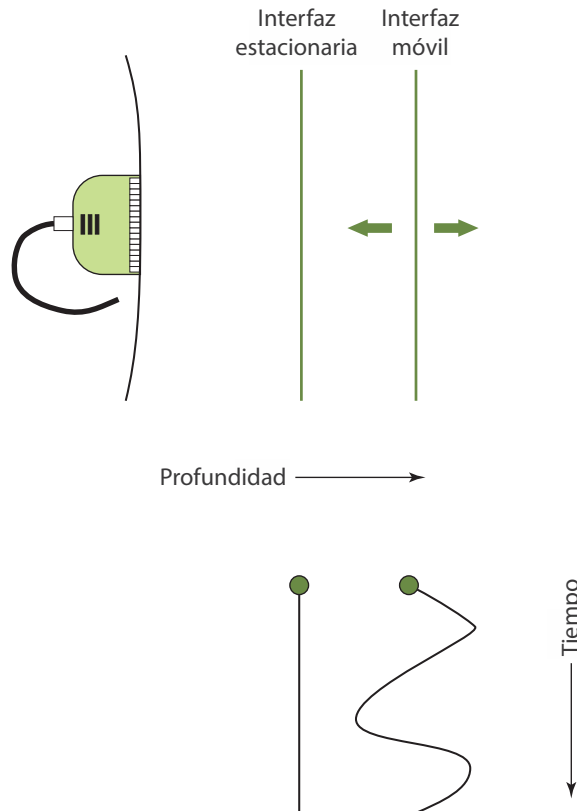 Interfaz
estacionaria
Interfaz
móvil
Profundidad
Tiempo